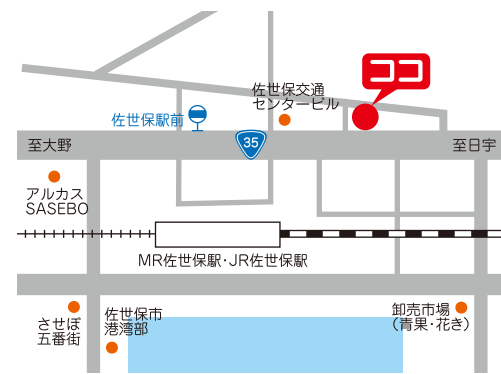 ココ
佐世保交通
センタービル
佐世保駅前
35
至大野
至日宇
アルカス
SASEBO
MR佐世保駅・JR佐世保駅
させぼ
五番街
佐世保市
港湾部
卸売市場
（青果・花き）